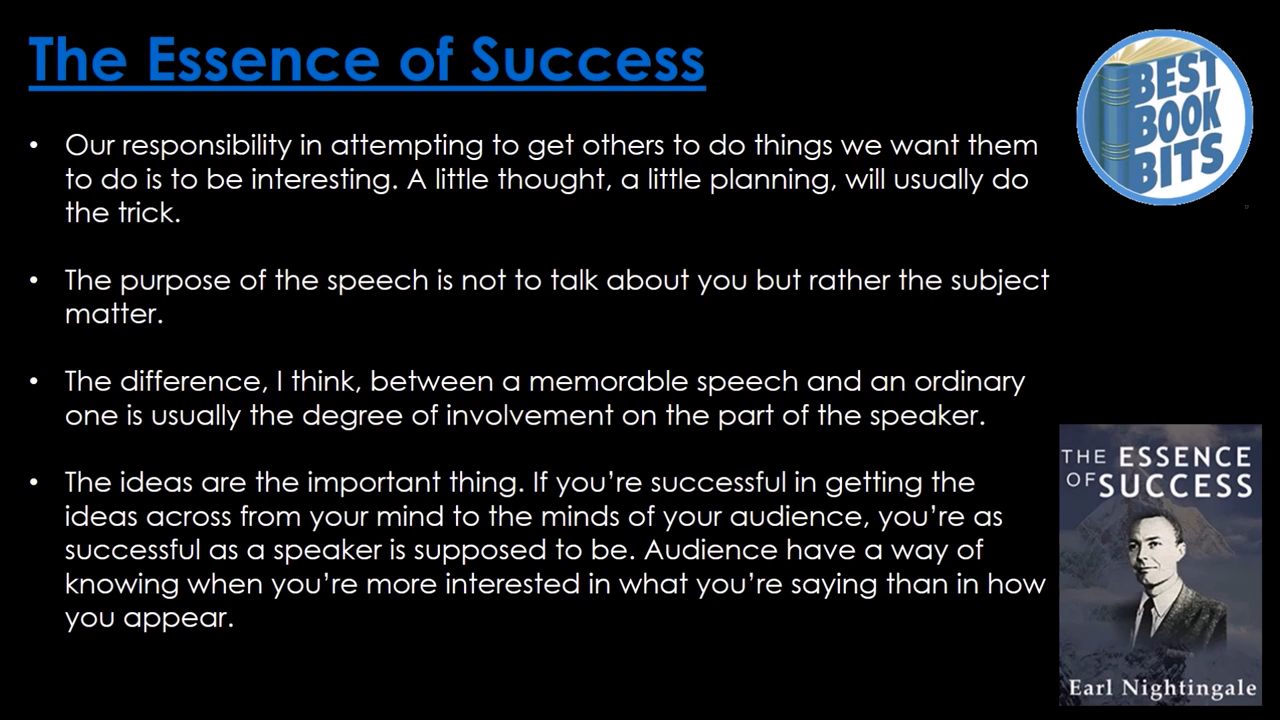 The Essence of Success
BEST
BOOK
BITS
• Our responsibility in attempting to get others to do things we want them
to do is to be interesting. A little thought, a little planning, will usually do
the trick.
• The purpose of the speech is not to talk about you but rather the subject
matter.
• The difference, I think, between a memorable speech and an ordinary
one is usually the degree of involvement on the part of the speaker.
• The ideas are the important thing. If you’re successful in getting the
ideas across from your mind to the minds of your audience, you’re as
successful as a speaker is supposed to be. Audience have a way of
knowing when you’re more interested in what you’re saying than in how
you appear.
THE ESSENCE
OF SUCCESS
Earl Nightingale